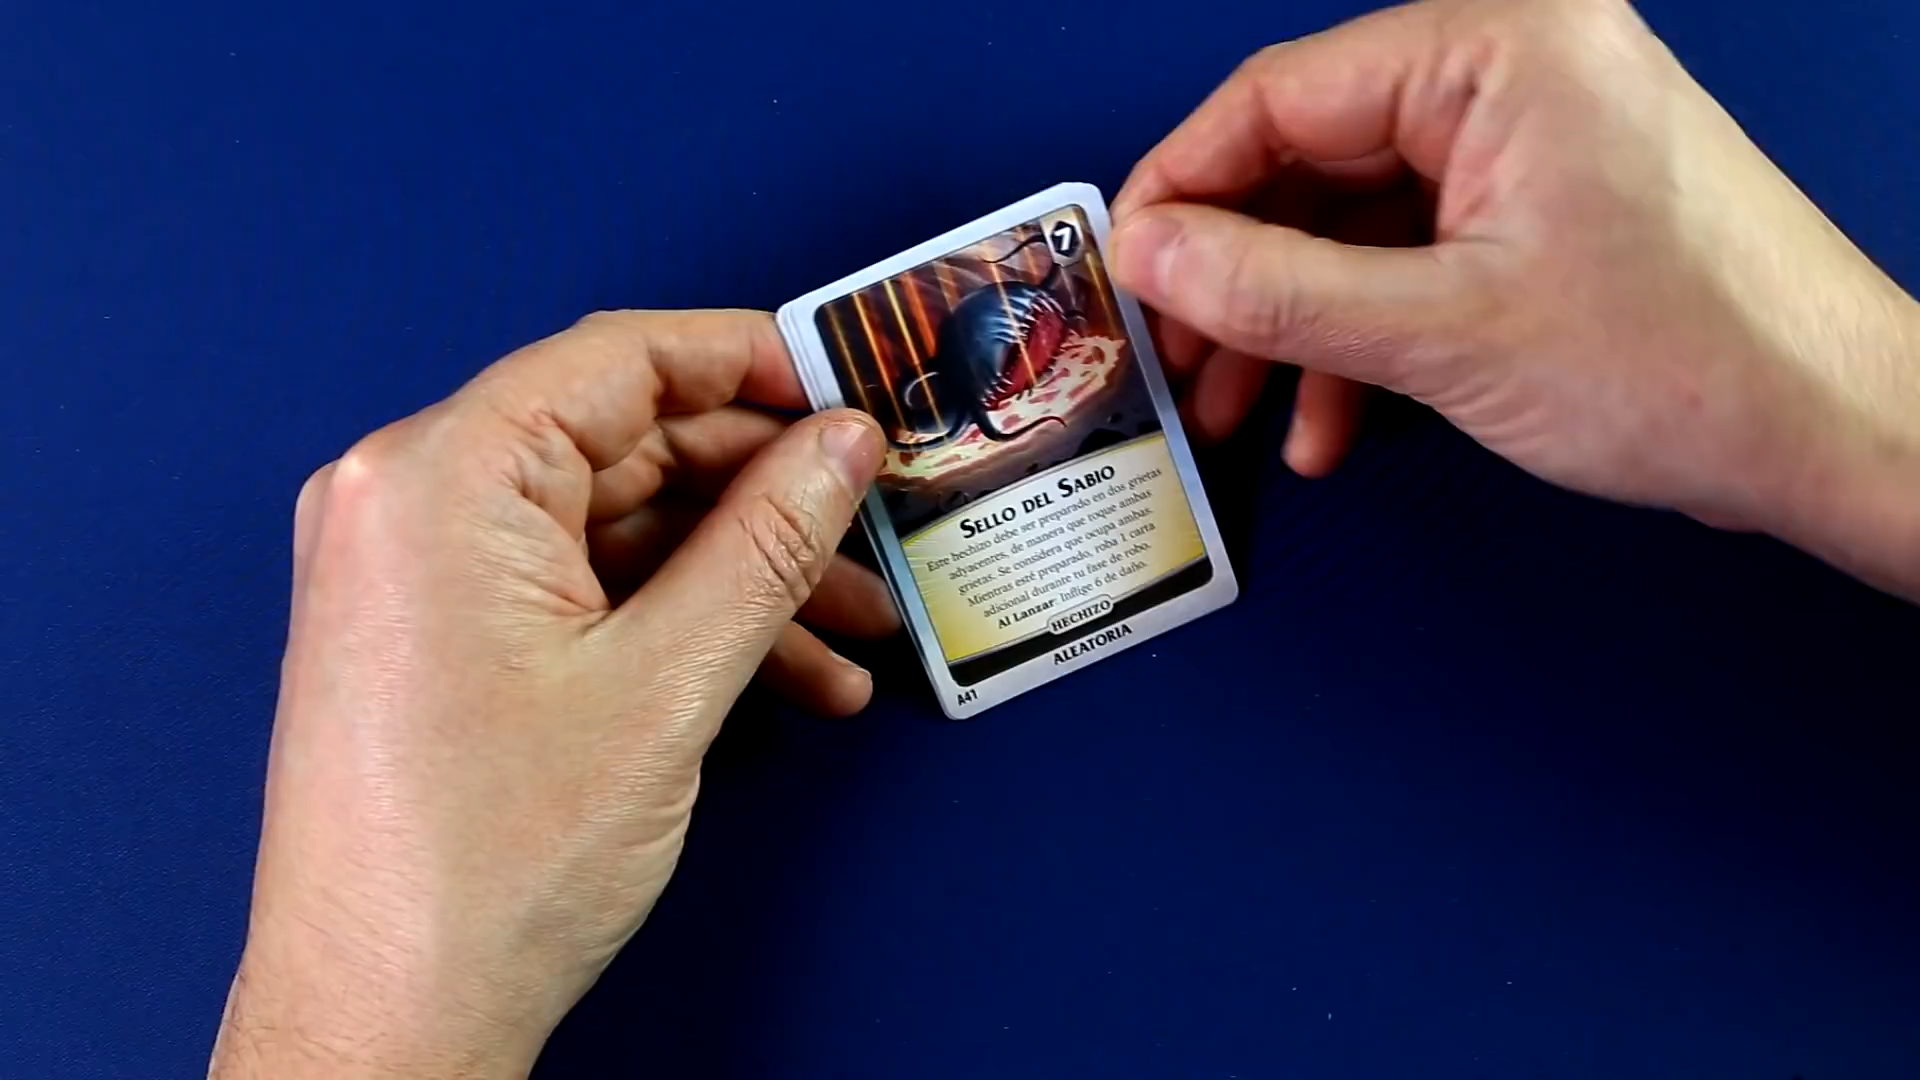 7
SELLO DEL SABIO
Este hechizo debe ser preparado en dos grietas
adyacentes, de manera que toque ambas
grietas. Se considera que ocupa ambas.
Mientras esté preparado, roba 1 carta
adicional durante tu fase de robo.
Al Lanzar: Inflige 6 de daño.
HECHIZO
ALEATORIA
A41